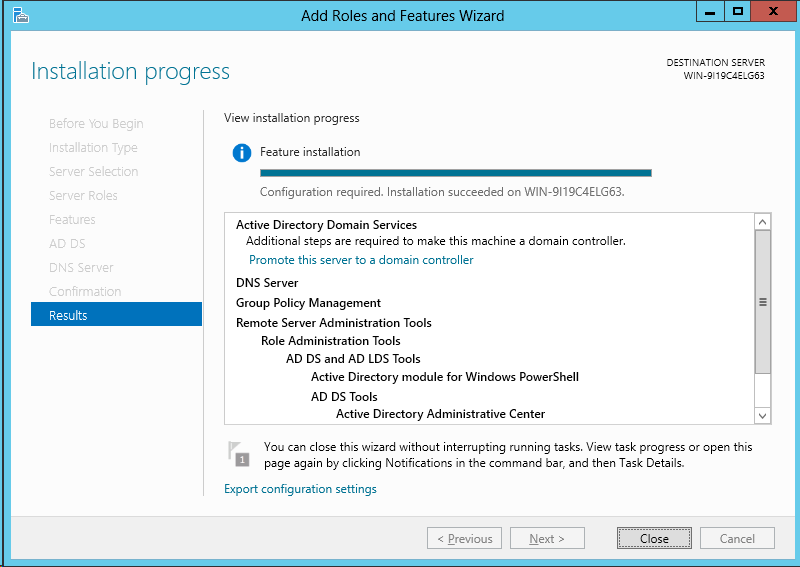 Add Roles and Features Wizard
Installation progress
DESTINATION SERVER
WIN-9I19C4ELG63
Before You Begin
Installation Type
Server Selection
Server Roles
Features
AD DS
DNS Server
Confirmation
Results
View installation progress
Feature installation
Configuration required. Installation succeeded on WIN-9I19C4ELG63.
Active Directory Domain Services
Additional steps are required to make this machine a domain controller.
Promote this server to a domain controller
DNS Server
Group Policy Management
Remote Server Administration Tools
Role Administration Tools
AD DS and AD LDS Tools
Active Directory module for Windows PowerShell
AD DS Tools
Active Directory Administrative Center
1
You can close this wizard without interrupting running tasks. View task progress or open this
page again by clicking Notifications in the command bar, and then Task Details.
Export configuration settings
< Previous
Next >
Close
Cancel